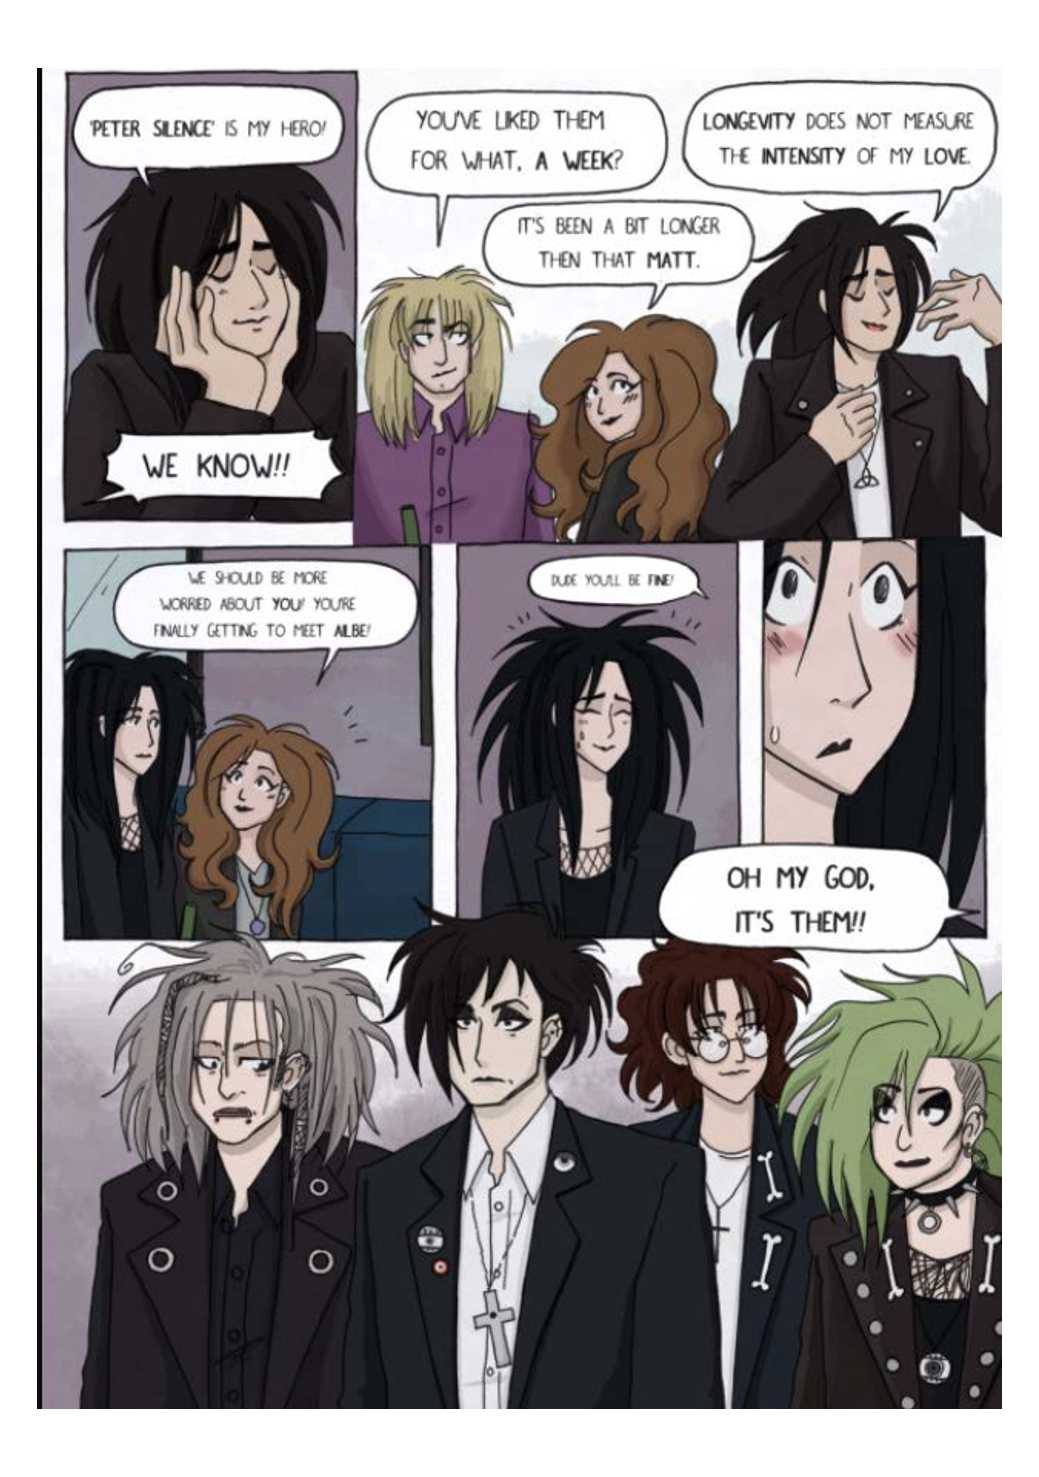 'PETER SILENCE' IS MY HERO!
WE KNOW!!
YOU'VE LIKED THEM
FOR WHAT, A WEEK?
IT'S BEEN A BIT LONGER
THEN THAT MATT.
LONGEVITY DOES NOT MEASURE
THE INTENSITY OF MY LOVE.
WE SHOULD BE MORE
WORRIED ABOUT YOU! YOU'RE
FINALLY GETTING TO MEET AILBE!
DUDE YOU'LL BE FINE!
OH MY GOD,
IT'S THEM!!